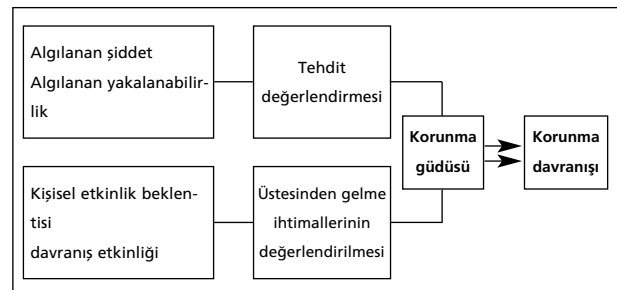 Algılanan şiddet
Algılanan yakalanabilir-
lik
Tehdit
değerlendirmesi
Korunma
güdüsü
Korunma
davranışı
Kişisel etkinlik beklen-
tisi
davranış etkinliği
Üstesinden gelme
ihtimallerinin
değerlendirilmesi